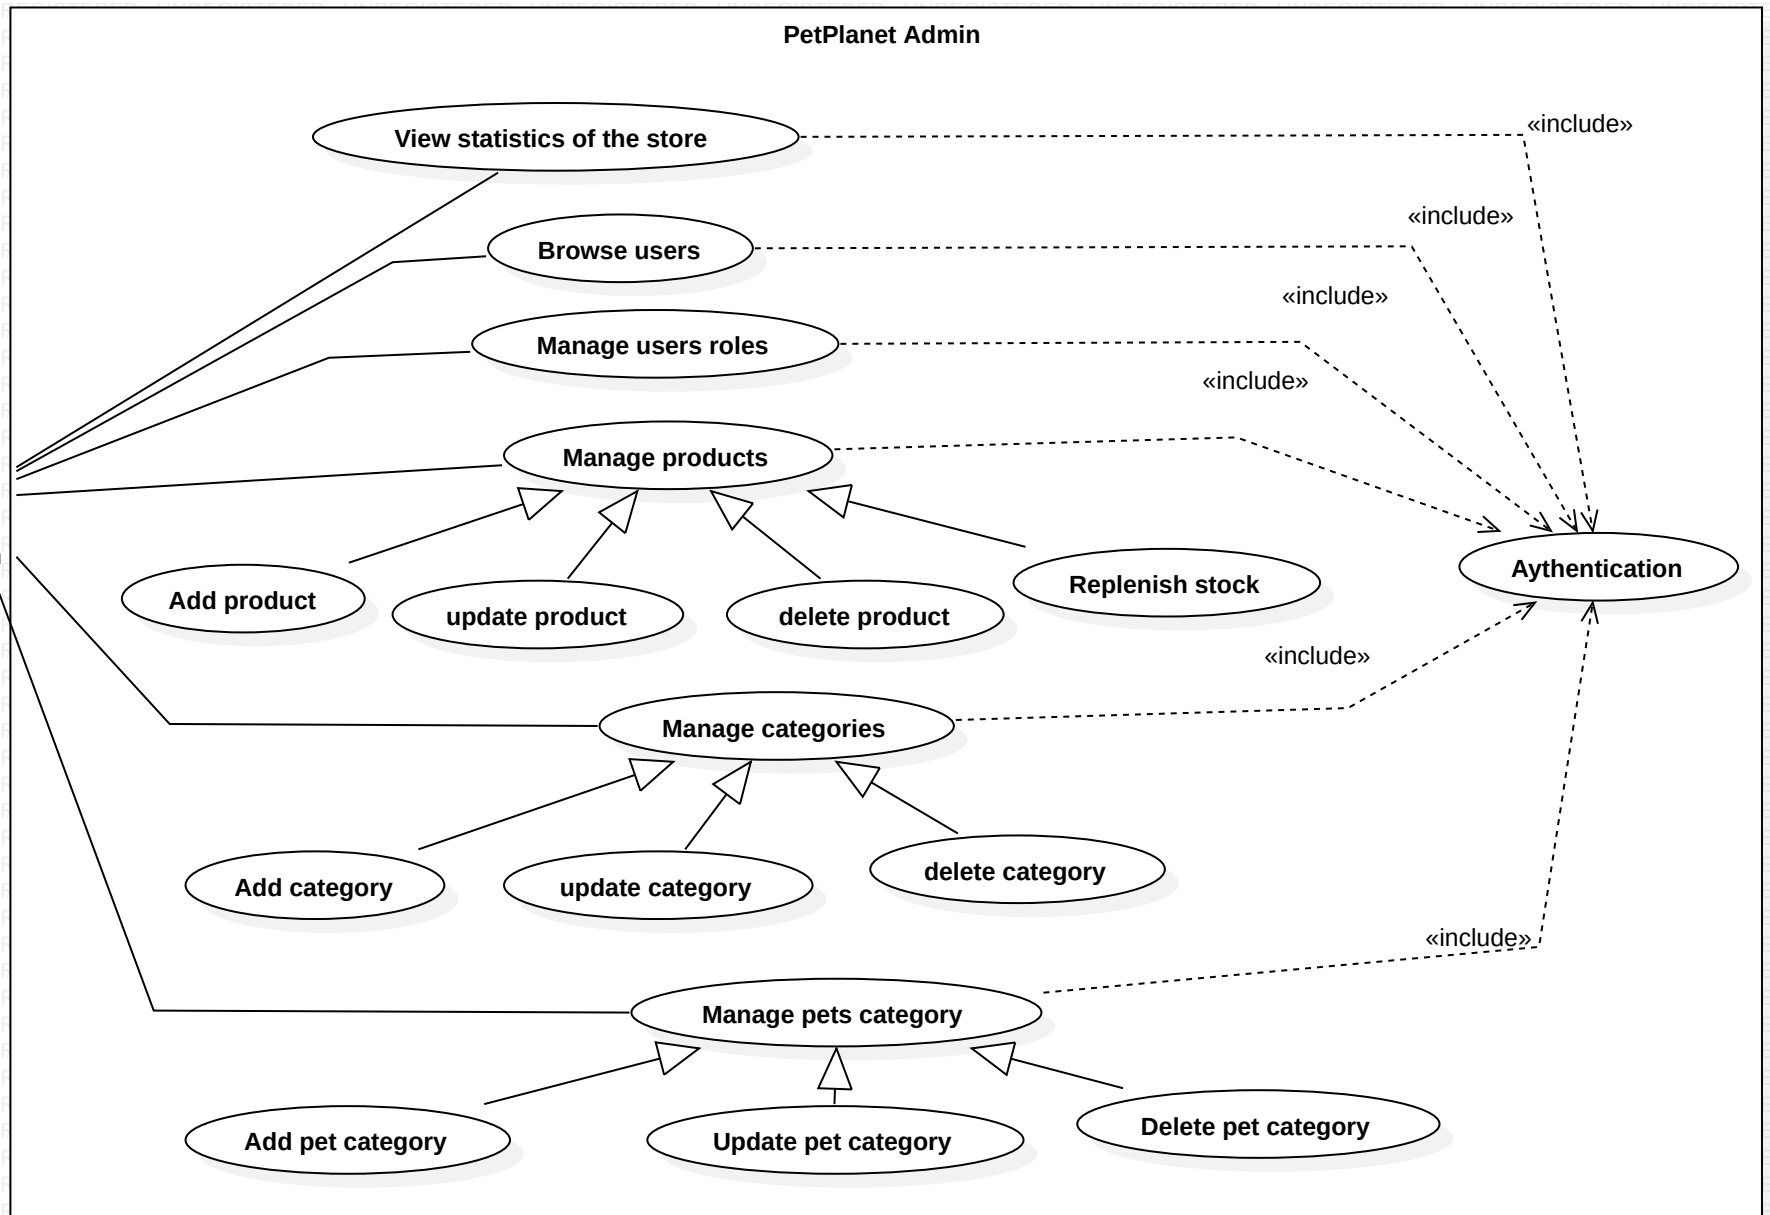 PetPlanet Admin
View statistics of the store
«include»
Browse users
«include»
Manage users roles
«include»
Manage products
«include»
Add product
update product
delete product
Replenish stock
Aythentication
Manage categories
«include»
Add category
update category
delete category
Manage pets category
«include»
Add pet category
Update pet category
Delete pet category